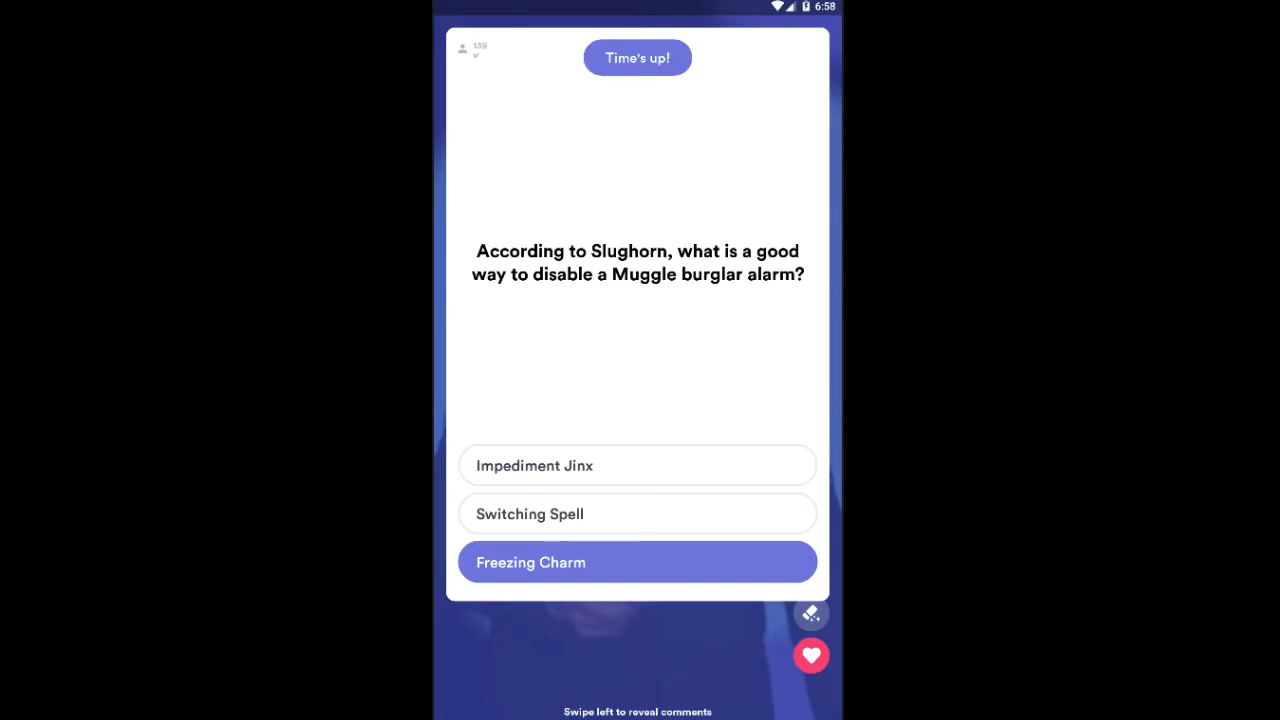 6:58
139
Time's up!
According to Slughorn, what is a good
way to disable a Muggle burglar alarm?
Impediment Jinx
Switching Spell
Freezing Charm
Swipe left to reveal comments